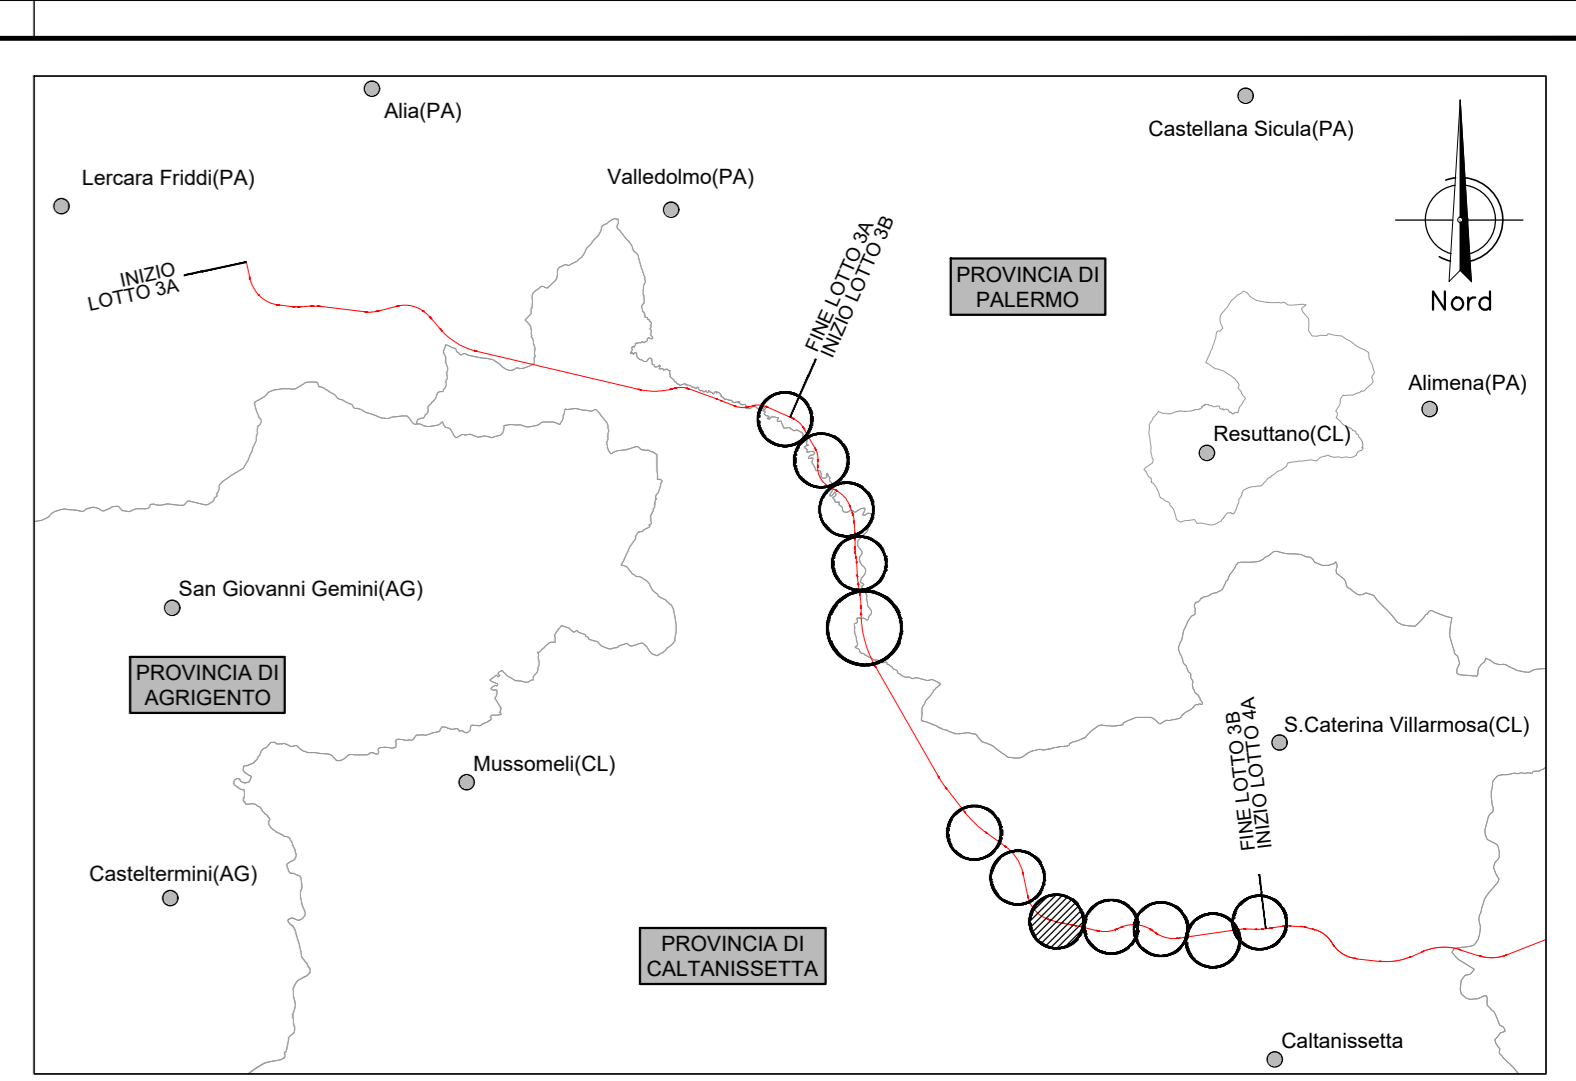 Alia(PA)
Castellana Sicula(PA)
Lercara Friddi(PA)
Valledolmo(PA)
INIZIO
LOTTO 3A
FINE LOTTO 3A
INIZIO LOTTO 3B
PROVINCIA DI
PALERMO
Nord
Alimena(PA)
Resuttano(CL)
San Giovanni Gemini(AG)
PROVINCIA DI
AGRIGENTO
Mussomeli(CL)
FINE LOTTO 3B
INIZIO LOTTO 4A
S.Caterina Villarmosa(CL)
Casteltermini(AG)
PROVINCIA DI
CALTANISSETTA
Caltanissetta